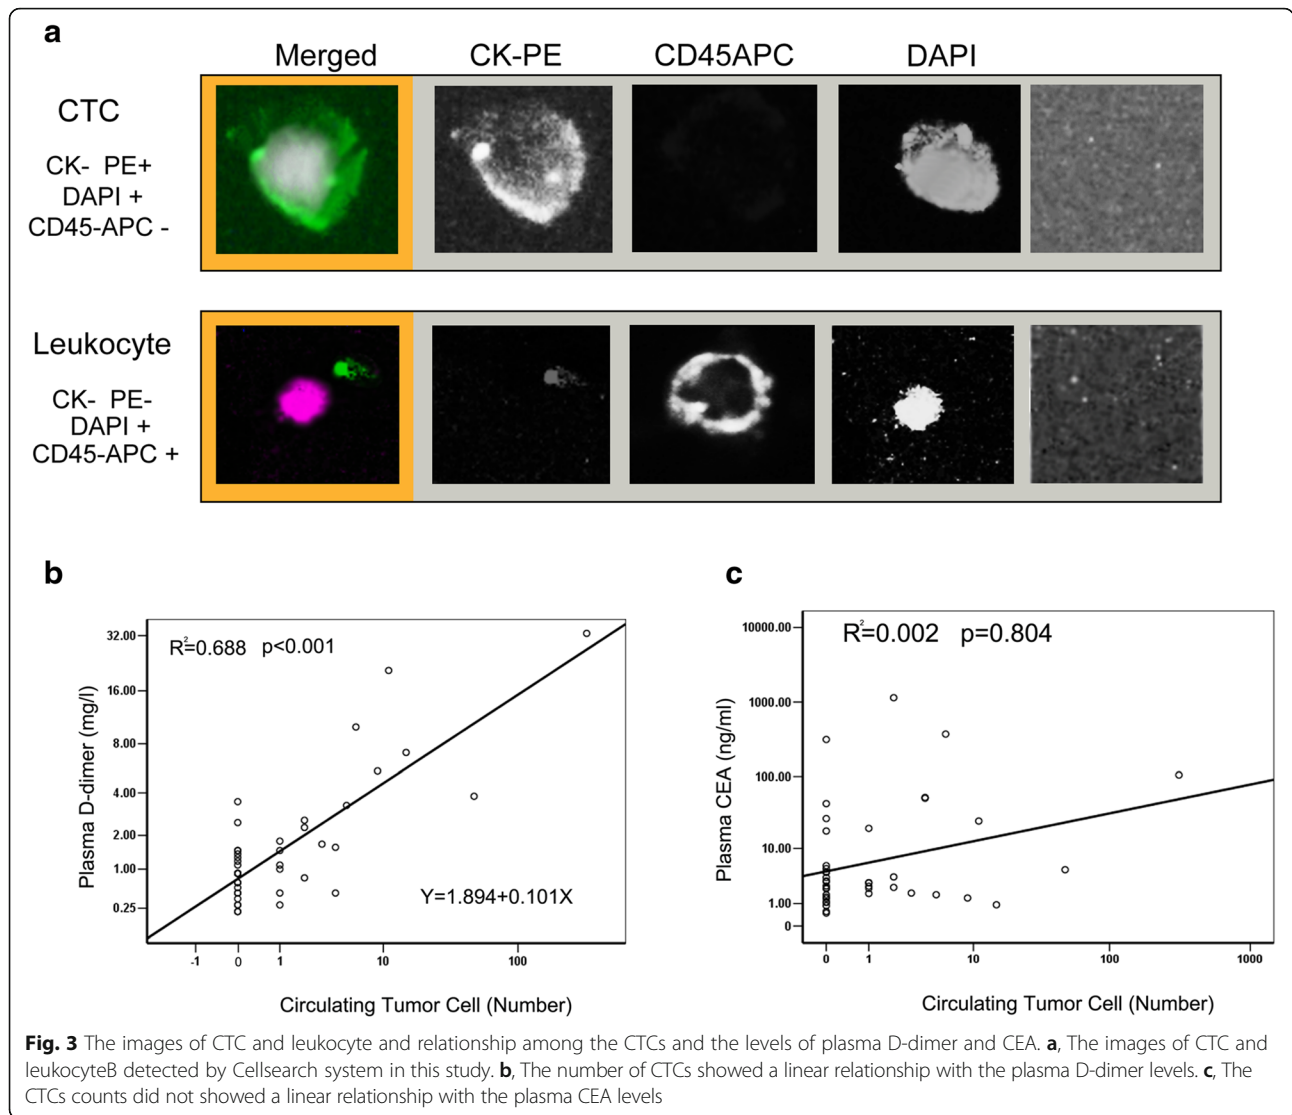 a
Merged CK-PE CD45APC DAPI
CTC
CK- PE+
DAPI +
CD45-APC -
Leukocyte
CK- PE-
DAPI +
CD45-APC +
b
R²=0.688 p<0.001
Plasma D-dimer (mg/l)
32.00
16.00
8.00
4.00
2.00
1.00
0.25
Y=1.894+0.101X
-1 0 1 10 100
Circulating Tumor Cell (Number)
c
R²=0.002 p=0.804
Plasma CEA (ng/ml)
10000.00
1000.00
100.00
10.00
1.00
0
0 1 10 100 1000
Circulating Tumor Cell (Number)
Fig. 3 The images of CTC and leukocyte and relationship among the CTCs and the levels of plasma D-dimer and CEA. a, The images of CTC and
leukocyteB detected by Cellsearch system in this study. b, The number of CTCs showed a linear relationship with the plasma D-dimer levels. c, The
CTCs counts did not showed a linear relationship with the plasma CEA levels